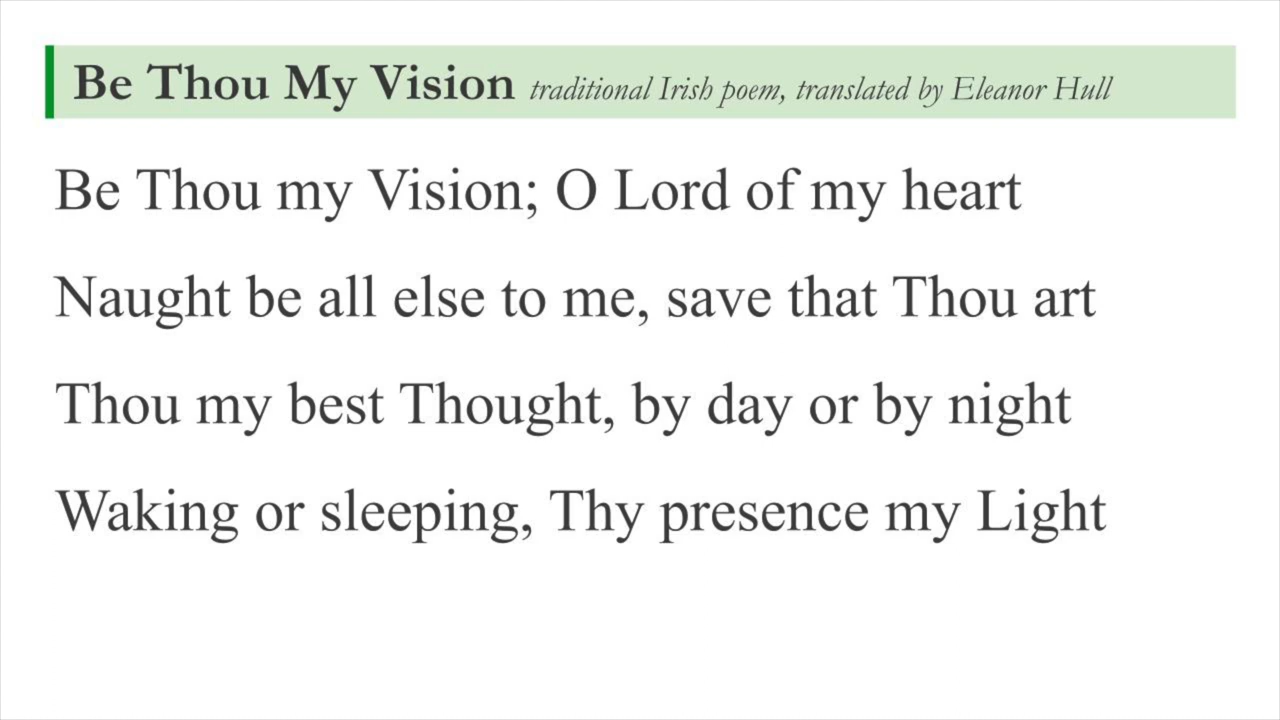 Be Thou My Vision traditional Irish poem, translated by Eleanor Hull
Be Thou my Vision; O Lord of my heart
Naught be all else to me, save that Thou art
Thou my best Thought, by day or by night
Waking or sleeping, Thy presence my Light